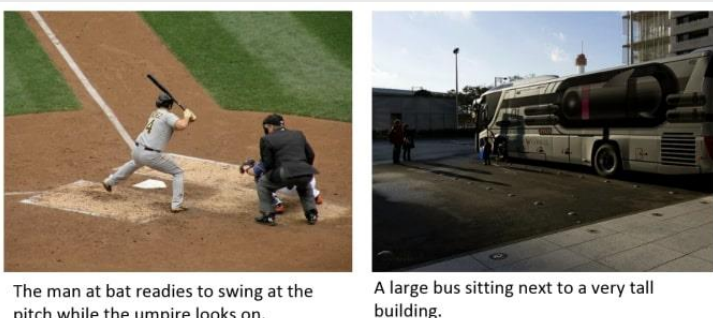 The man at bat readies to swing at the
pitch while the umpire looks on.
A large bus sitting next to a very tall
building.